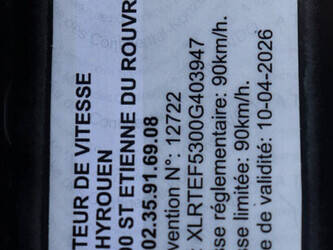 TEUR DE VITESSE
HYROUEN
00 ST ETIENNE DU ROUVR
02.35.91.69.08
vention N°: 12722
: XLRTEF5300G403947
sse réglementaire: 90km/h.
sse limitée: 90km/h.
de validité: 10-04-2026